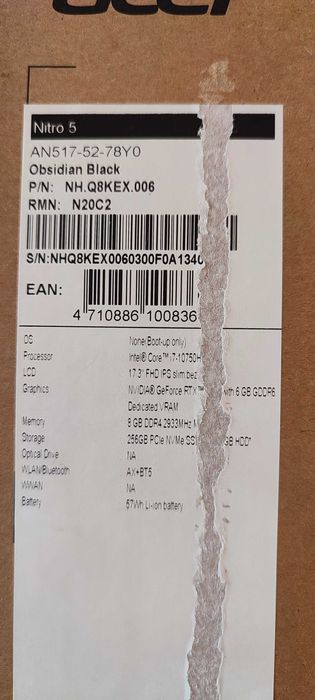 acer
Nitro 5
AN517-52-78Y0
Obsidian Black
P/N: NH.Q8KEX.006
RMN: N20C2
S/N:NHQ8KEX0060300F0A1340
EAN:
4 710886 100836
OS None(Boot-up only)
Processor Intel® Core™ i7-10750H
LCD 17.3" FHD IPS slim bez
Graphics NVIDIA® GeForce RTX™ with 6 GB GDDR6
Dedicated VRAM
Memory 8 GB DDR4 2933MHz
Storage 256GB PCIe NVMe SS GB HDD*
Optical Drive NA
WLAN/Bluetooth AX+BT5
WWAN NA
Battery 57Wh Li-ion battery